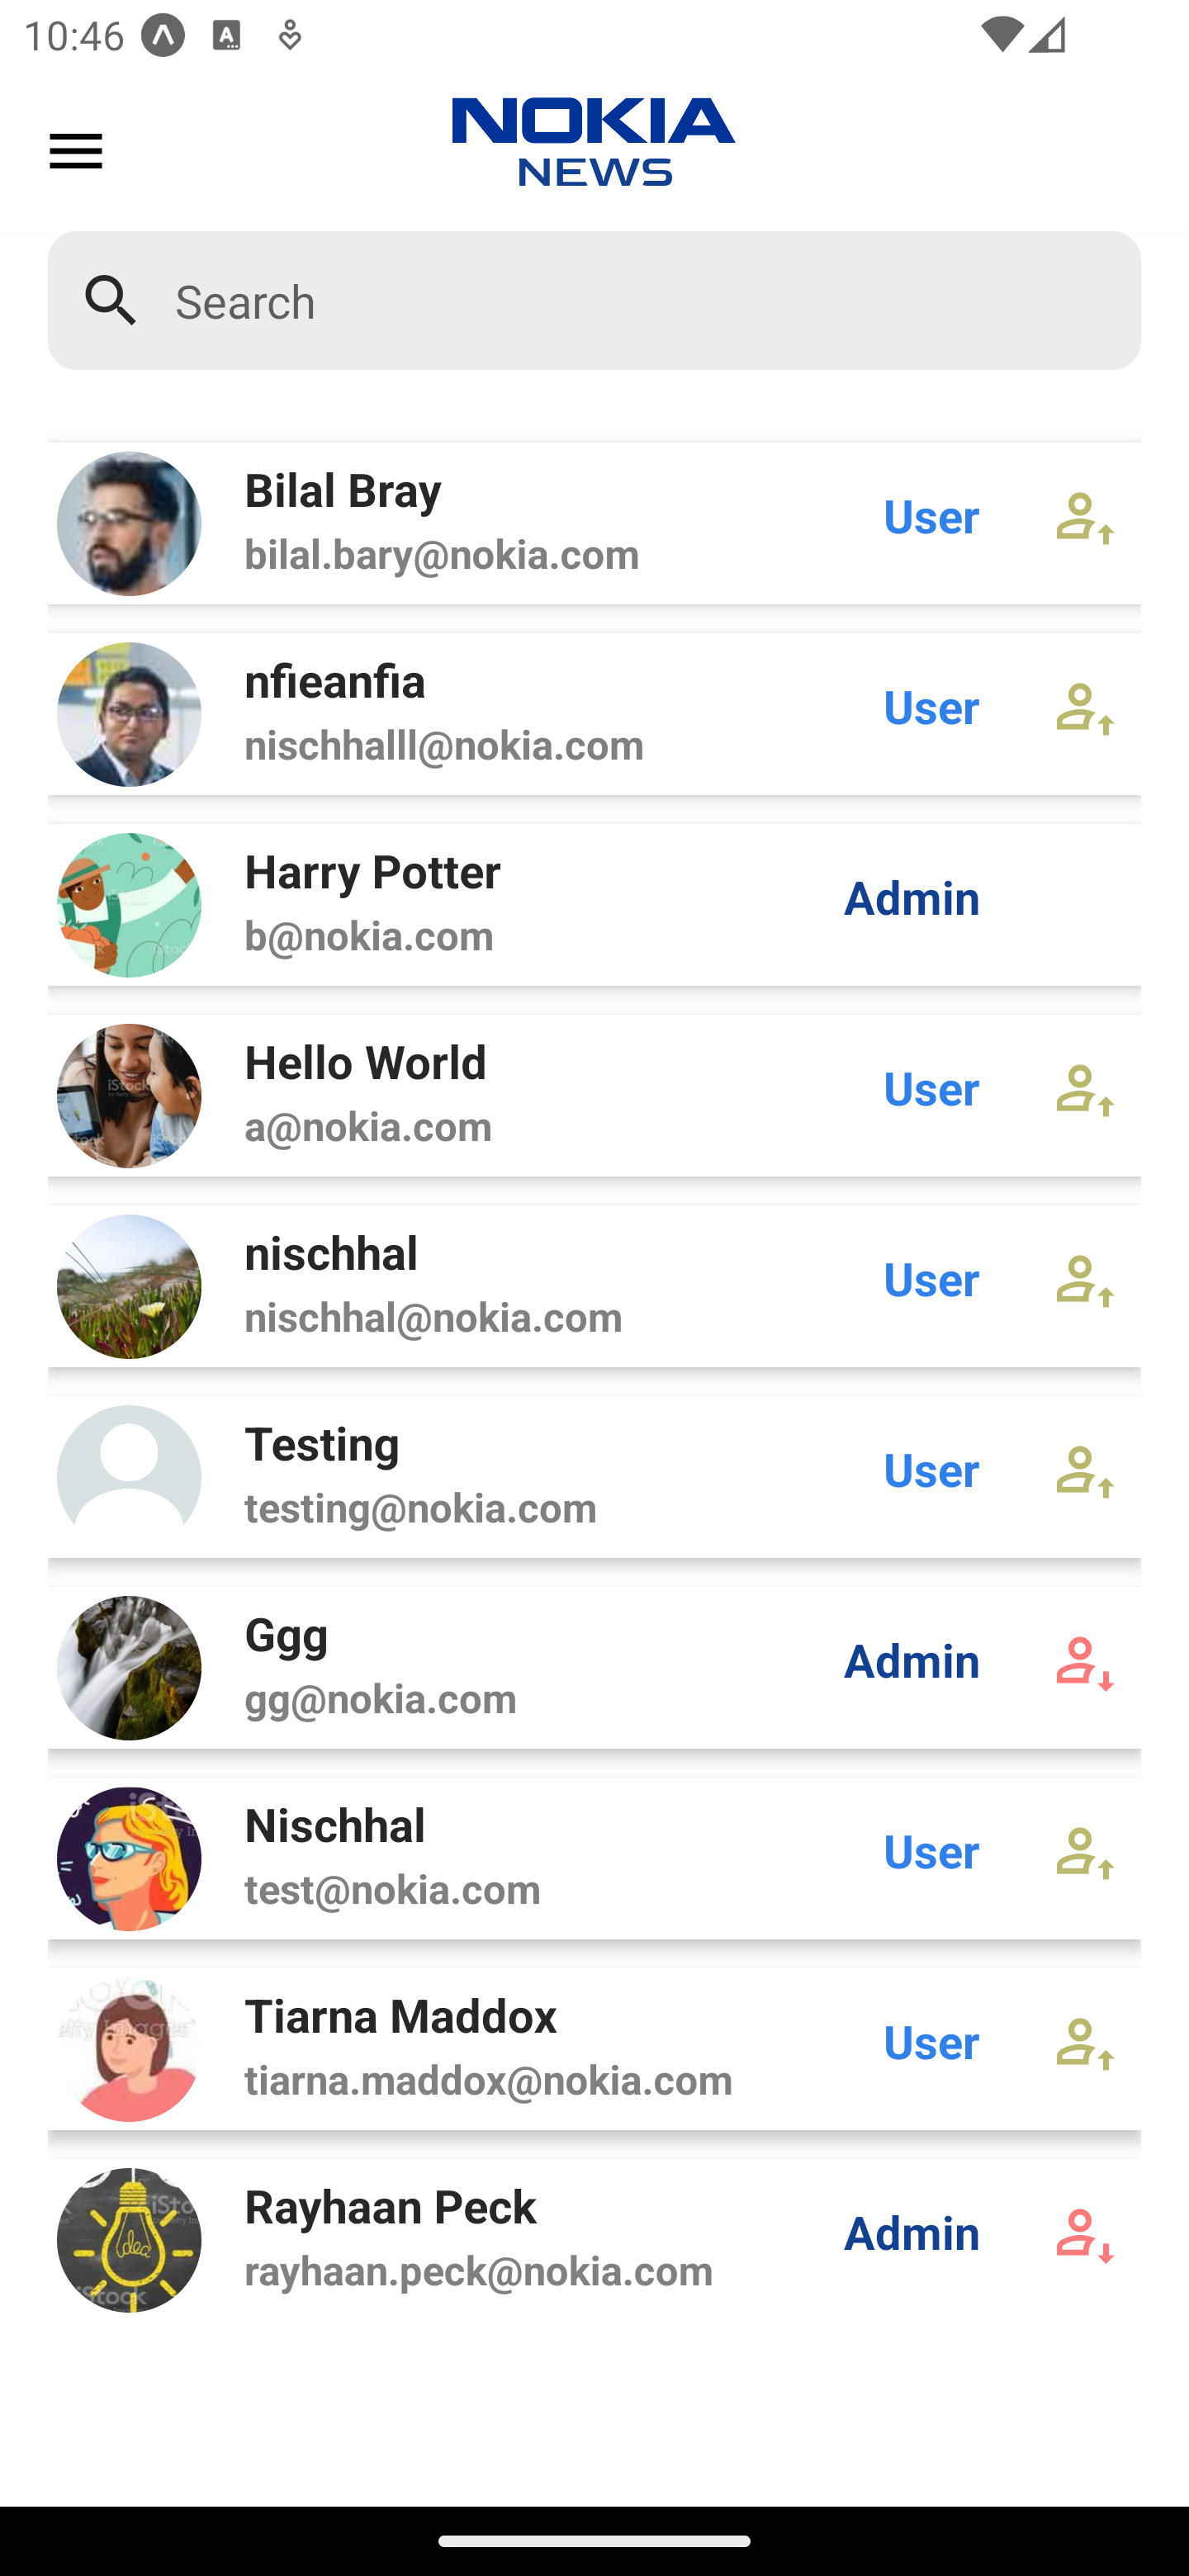 10:46
NOKIA
NEWS
Search
Bilal Bray
User
bilal.bary@nokia.com
nfieanfia
User
nischhalll@nokia.com
Harry Potter
Admin
b@nokia.com
Hello World
User
a@nokia.com
nischhal
User
nischhal@nokia.com
Testing
User
testing@nokia.com
Ggg
Admin
gg@nokia.com
Nischhal
User
test@nokia.com
Tiarna Maddox
User
tiarna.maddox@nokia.com
Rayhaan Peck
Admin
rayhaan.peck@nokia.com